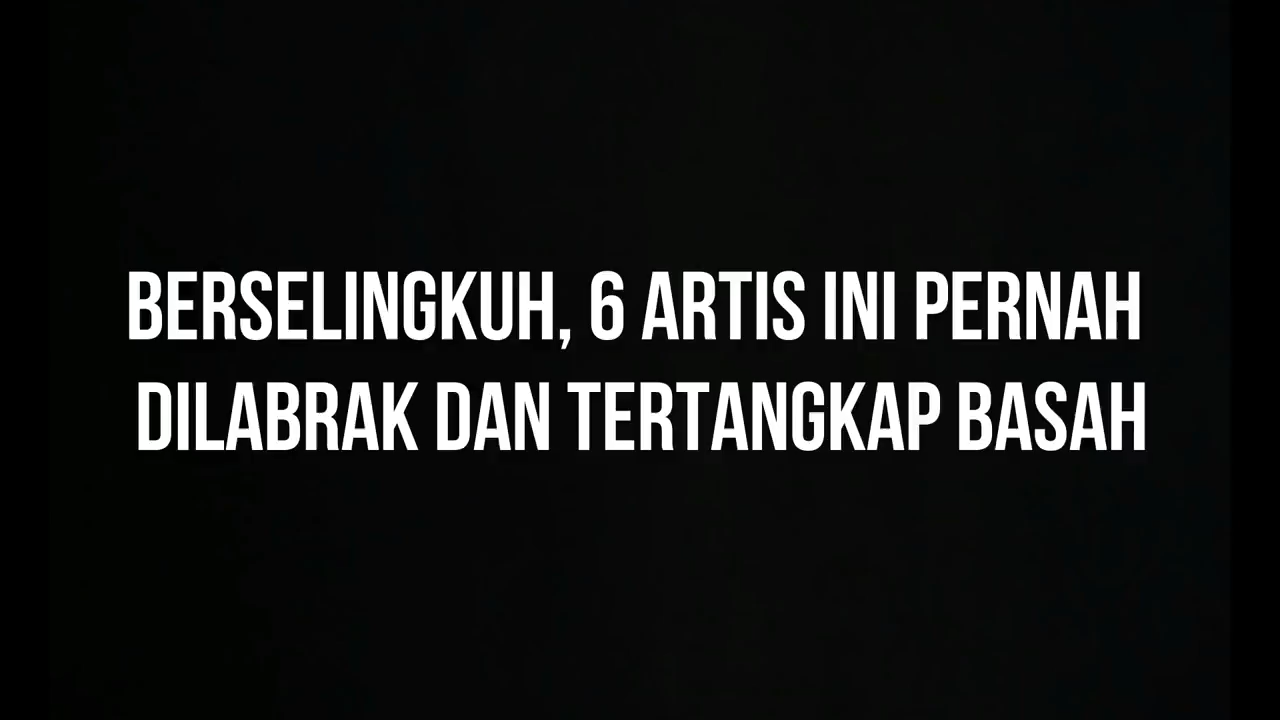 BERSELINGKUH, 6 ARTIS INI PERNAH
DILABRAK DAN TERTANGKAP BASAH